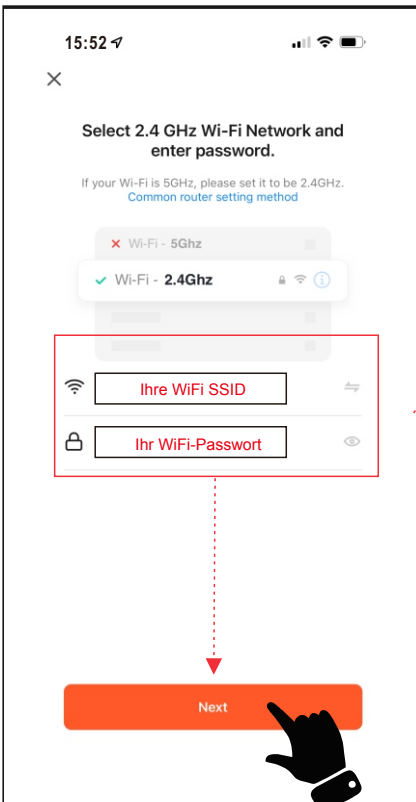 15:52
Select 2.4 GHz Wi-Fi Network and
enter password.
If your Wi-Fi is 5GHz, please set it to be 2.4GHz.
Common router setting method
Wi-Fi - 5Ghz
Wi-Fi - 2.4Ghz
Ihre WiFi SSID
Ihr WiFi-Passwort
Next